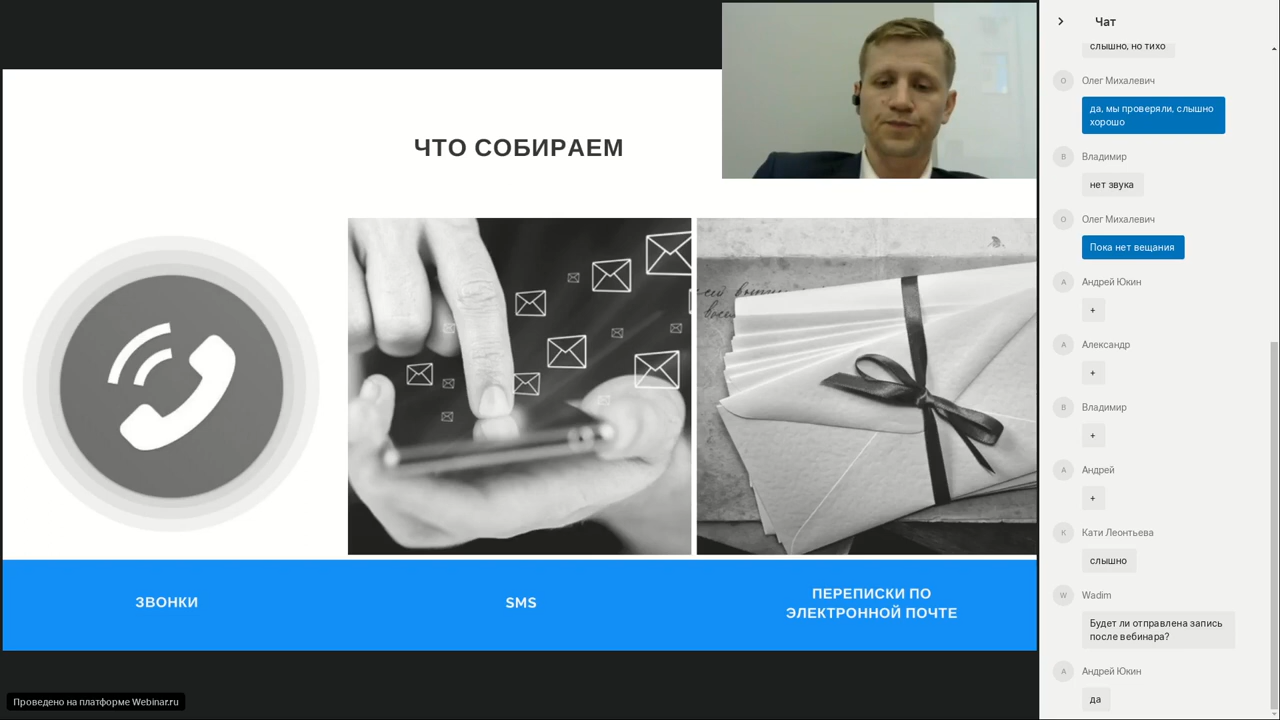 ЧТО СОБИРАЕМ
ЗВОНКИ
SMS
ПЕРЕПИСКИ ПО
ЭЛЕКТРОННОЙ ПОЧТЕ
Проведено на платформе Webinar.ru
Чат
слышно, но тихо
О
Олег Михалевич
да, мы проверяли, слышно
хорошо
В
Владимир
нет звука
О
Олег Михалевич
Пока нет вещания
А
Андрей Юкин
+
А
Александр
+
В
Владимир
+
А
Андрей
+
К
Кати Леонтьева
слышно
W
Wadim
Будет ли отправлена запись
после вебинара?
А
Андрей Юкин
да